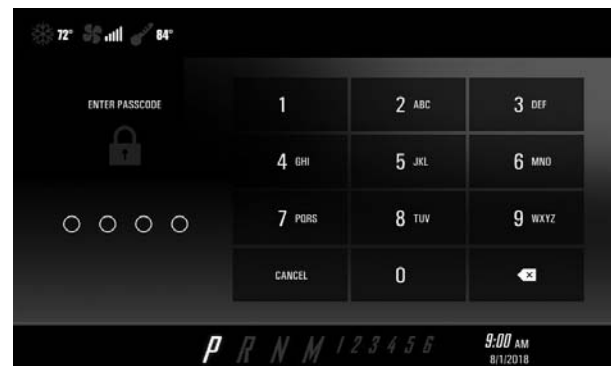 72° 84°
ENTER PASSCODE
1 2 ABC 3 DEF
4 GHI 5 JKL 6 MNO
7 PQRS 8 TUV 9 WXYZ
CANCEL 0
P R N M 1 2 3 4 5 6 9:00 AM
8/1/2018